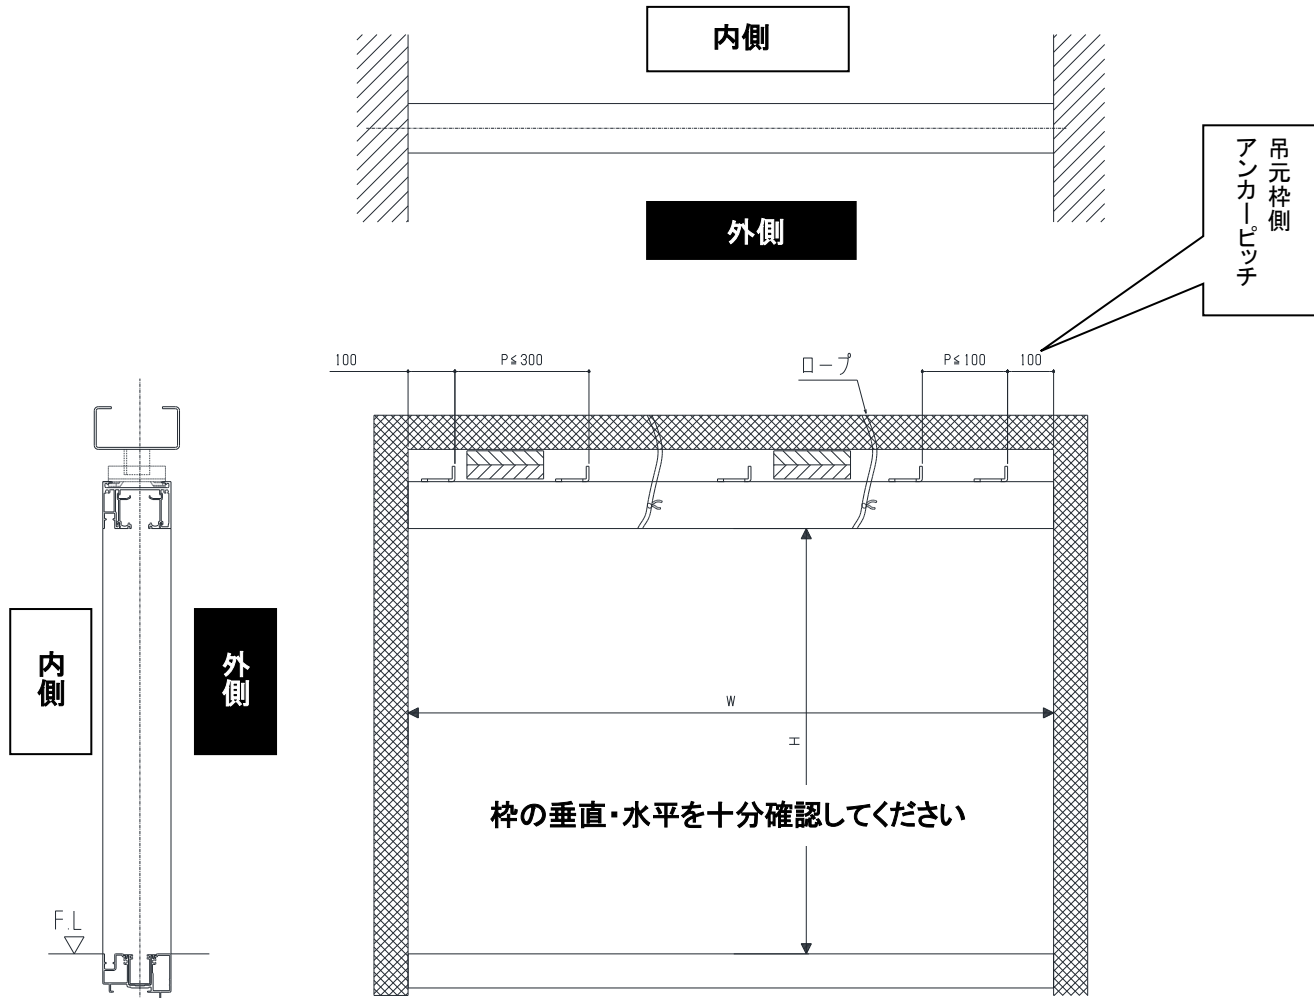 内側
吊元枠側
アンカーピッチ
外側
100
P≦300
ロープ
P≦100
100
内側
外側
W
H
枠の垂直・水平を十分確認してください
F.L